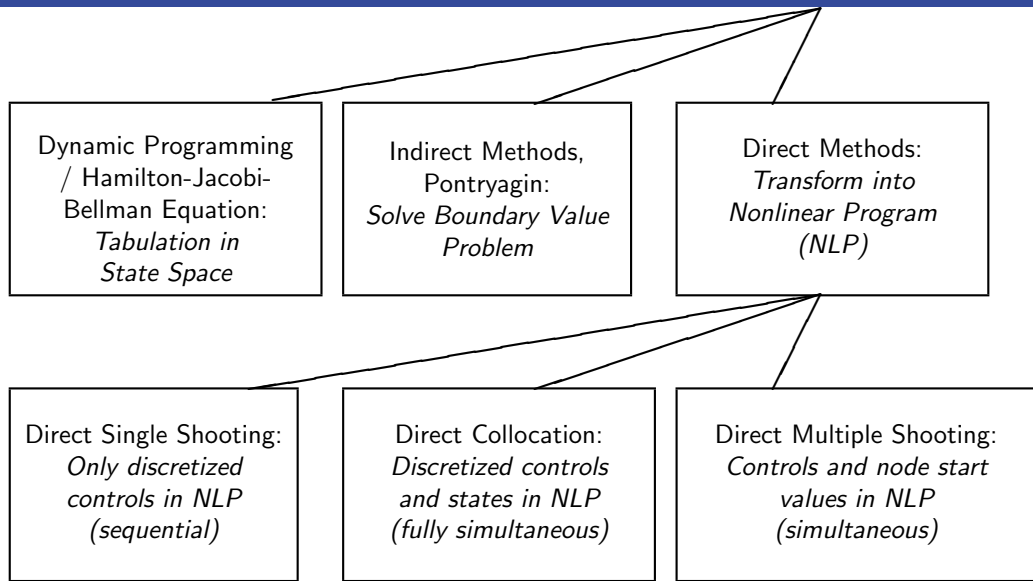 Dynamic Programming
/ Hamilton-Jacobi-
Bellman Equation:
Tabulation in
State Space
Indirect Methods,
Pontryagin:
Solve Boundary Value
Problem
Direct Methods:
Transform into
Nonlinear Program
(NLP)
Direct Single Shooting:
Only discretized
controls in NLP
(sequential)
Direct Collocation:
Discretized controls
and states in NLP
(fully simultaneous)
Direct Multiple Shooting:
Controls and node start
values in NLP
(simultaneous)